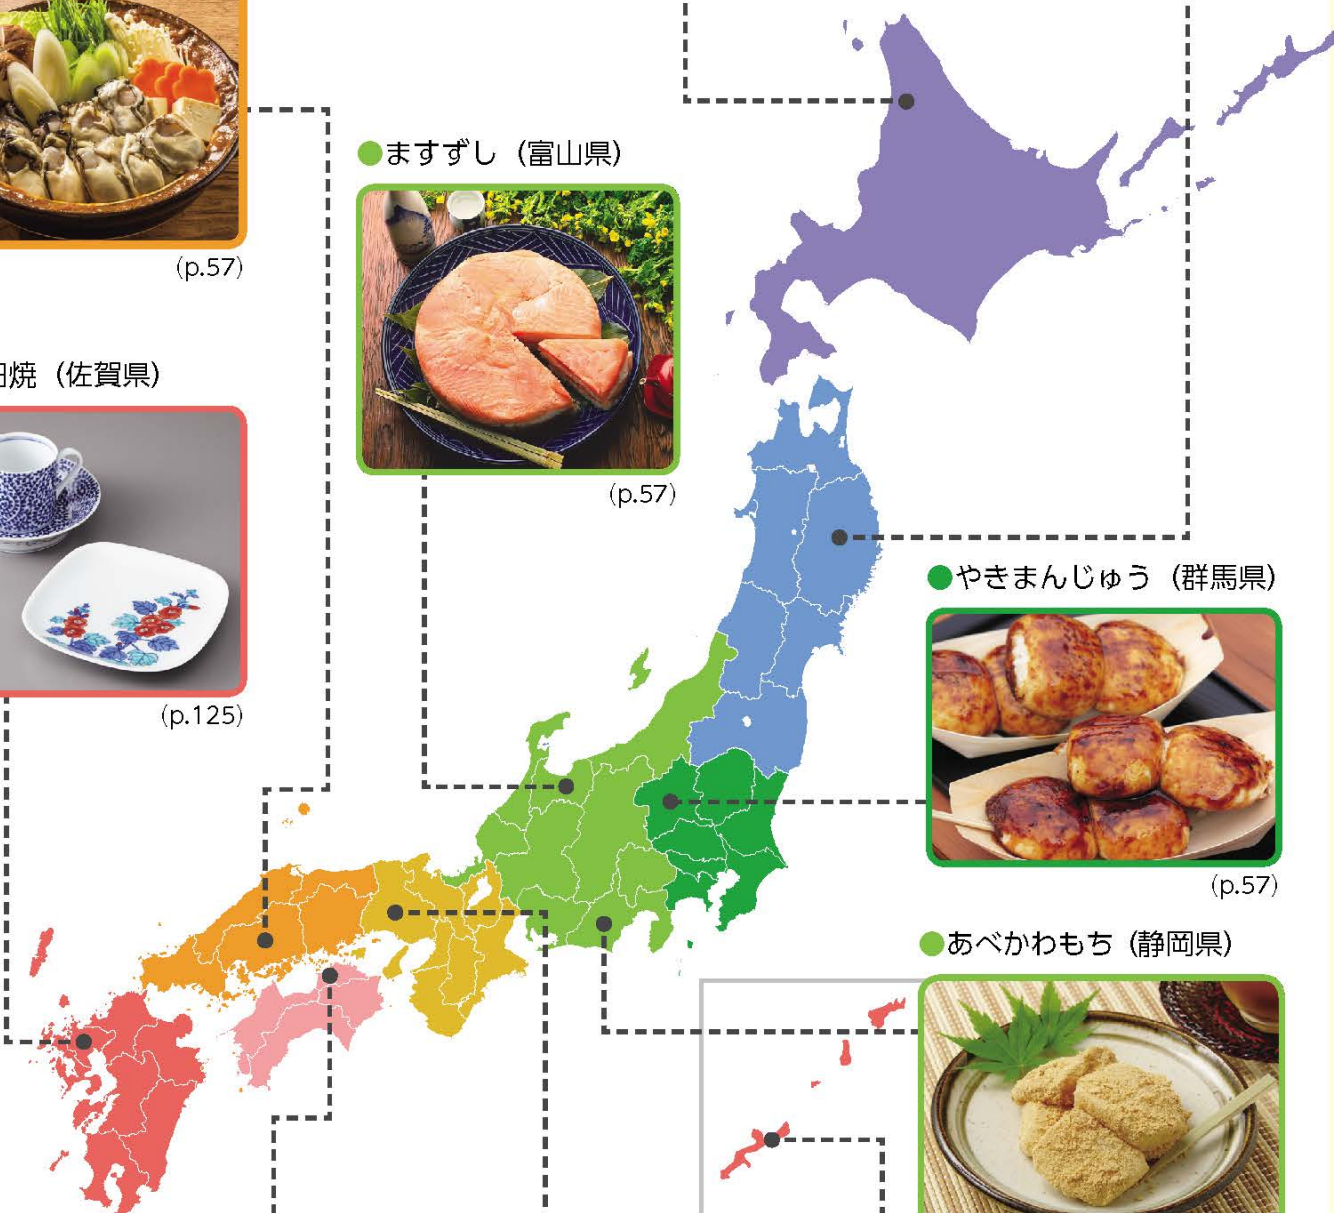 ●ますずし（富山県）
(p.57)
(p.57)
焼（佐賀県）
(p.125)
●やきまんじゅう（群馬県）
(p.57)
●あべかわもち（静岡県）